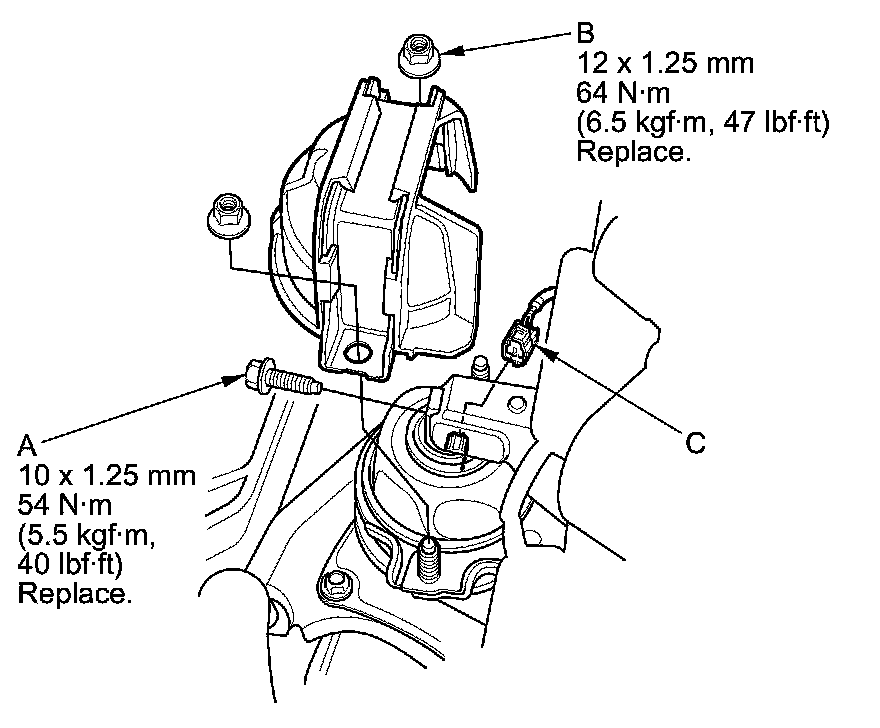 B
12 x 1.25 mm
64 N·m
(6.5 kgf·m, 47 lbf·ft)
Replace.
C
A
10 x 1.25 mm
54 N·m
(5.5 kgf·m,
40 lbf·ft)
Replace.